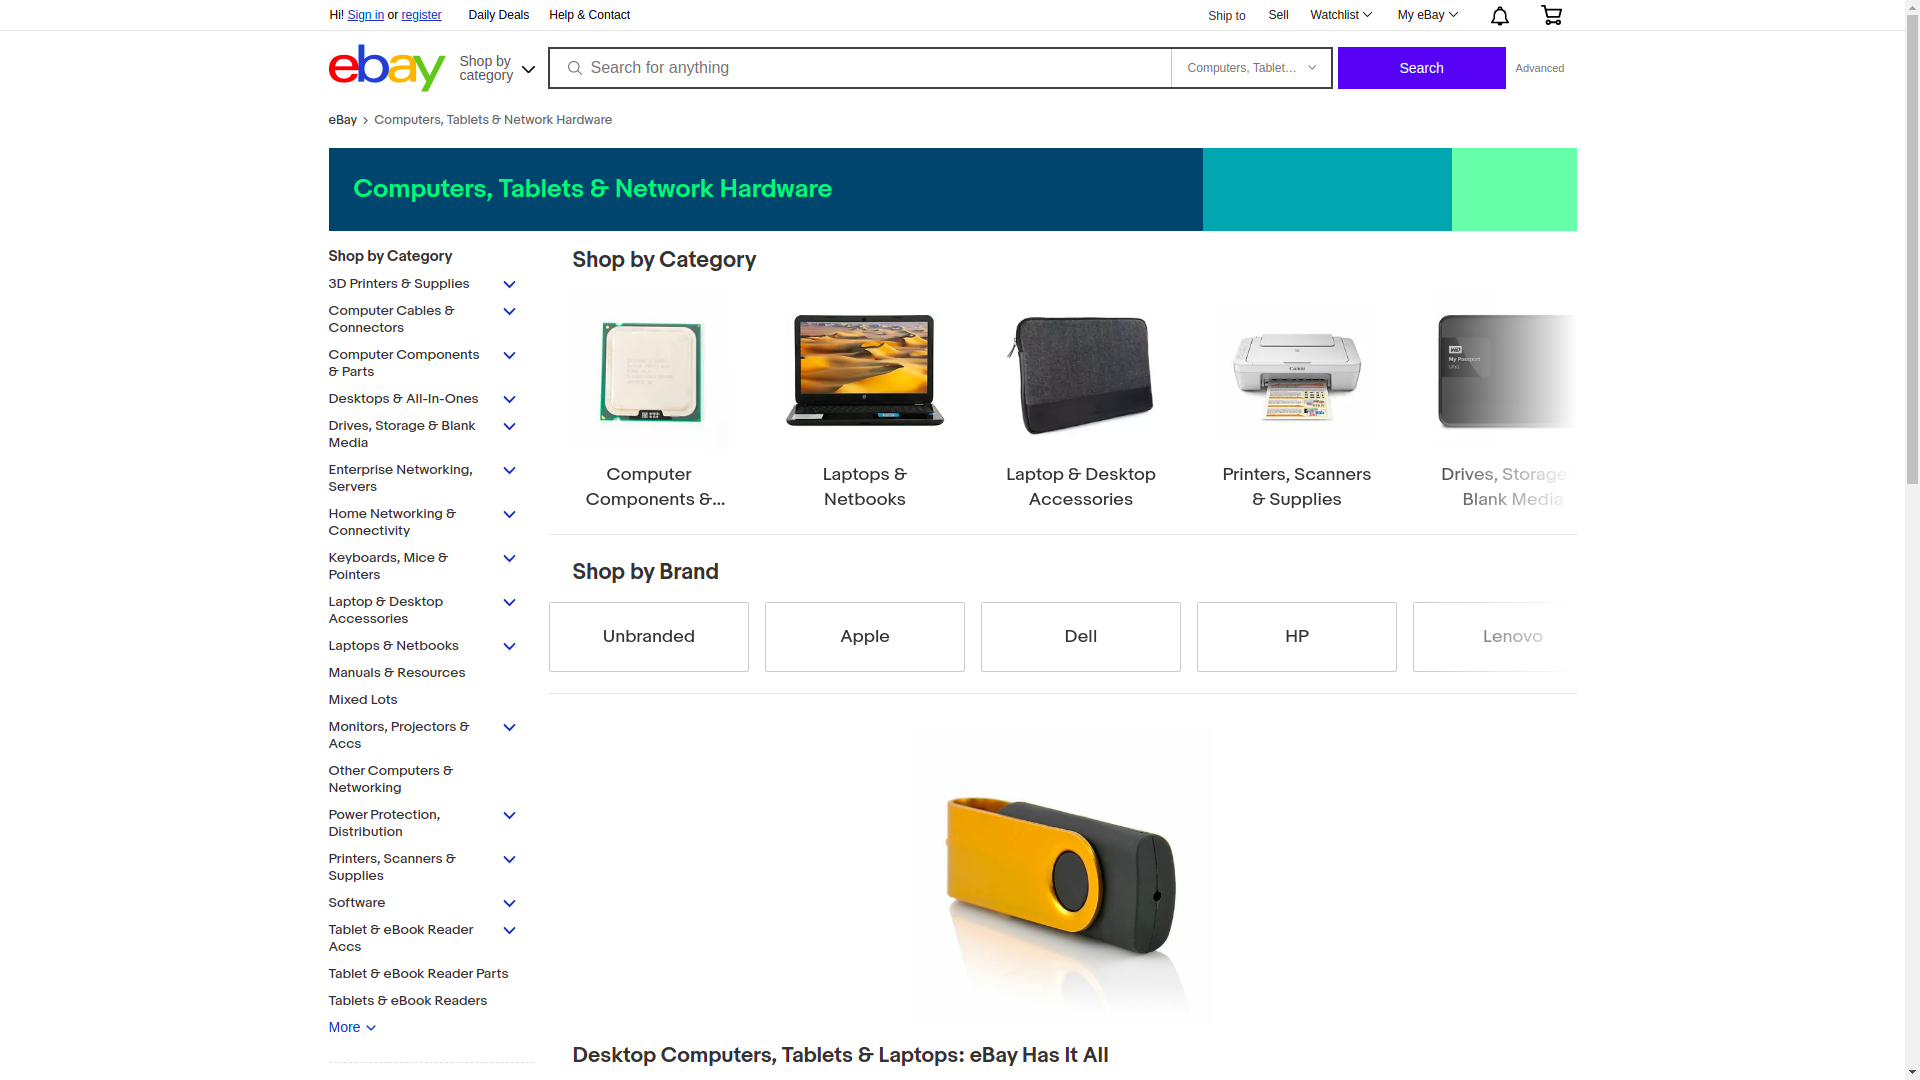 Hi! Sign in or register
Daily Deals
Help & Contact
Ship to
Sell
Watchlist
My eBay
ebay
Shop by
category
Search for anything
Computers, Tablet...
Search
Advanced
eBay
Computers, Tablets & Network Hardware
Computers, Tablets & Network Hardware
Shop by Category
3D Printers & Supplies
Computer Cables &
Connectors
Computer Components
& Parts
Desktops & All-In-Ones
Drives, Storage & Blank
Media
Enterprise Networking,
Servers
Home Networking &
Connectivity
Keyboards, Mice &
Pointers
Laptop & Desktop
Accessories
Laptops & Netbooks
Manuals & Resources
Mixed Lots
Monitors, Projectors &
Accs
Other Computers &
Networking
Power Protection,
Distribution
Printers, Scanners &
Supplies
Software
Tablet & eBook Reader
Accs
Tablet & eBook Reader Parts
Tablets & eBook Readers
More
Shop by Category
Computer
Components &...
Laptops &
Netbooks
Laptop & Desktop
Accessories
Canon
Printers, Scanners
& Supplies
WD
My Passport
Ultra
Drives, Storage &
Blank Media
Shop by Brand
Unbranded
Apple
Dell
HP
Lenovo
Desktop Computers, Tablets & Laptops: eBay Has It All